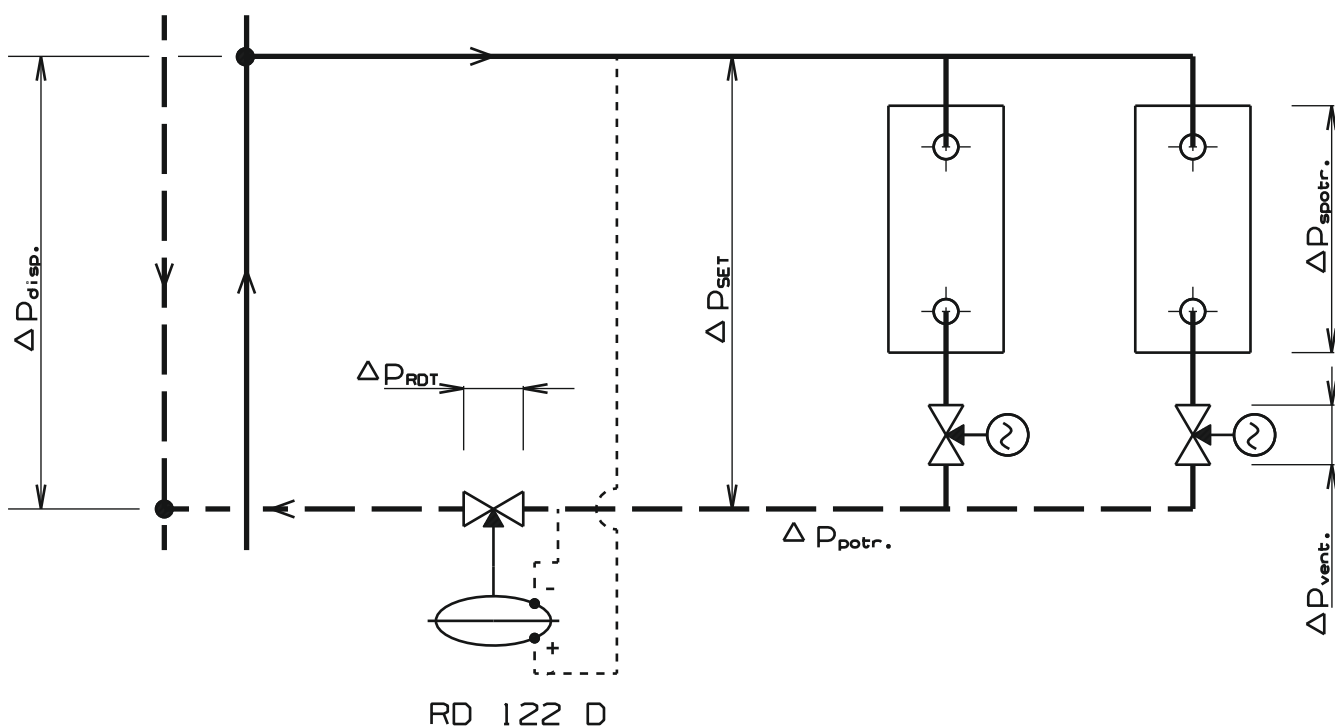 Δ P disp.
Δ P RDT
Δ P SET
Δ P spotr.
Δ P potr.
Δ P vent.
-
+
RD 122 D